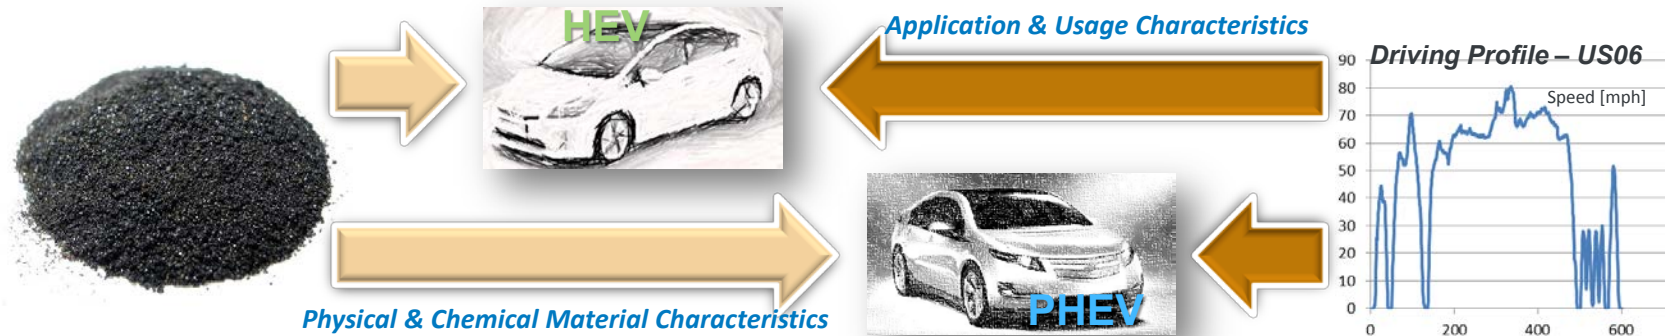 HEV
Application & Usage Characteristics
Driving Profile – US06
Speed [mph]
90
80
70
60
50
40
30
20
10
0
0
200
400
600
PHEV
Physical & Chemical Material Characteristics